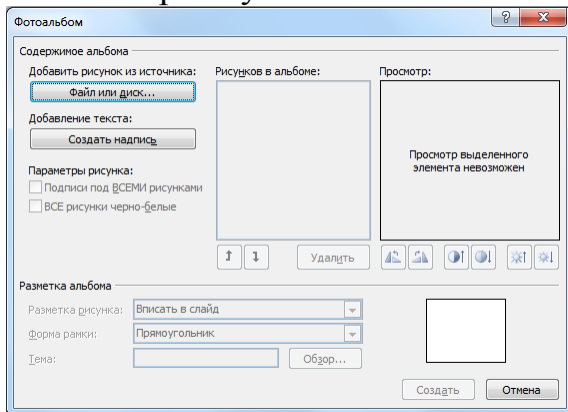 Фотоальбом
Содержимое альбома
Добавить рисунок из источника:
Файл или диск...
Добавление текста:
Создать надпись
Параметры рисунка:
Подписи под ВСЕМИ рисунками
ВСЕ рисунки черно-белые
Рисунков в альбоме:
Удалить
Просмотр:
Просмотр выделенного
элемента невозможен
Разметка альбома
Разметка рисунка: Вписать в слайд
Форма рамки: Прямоугольник
Тема: Обзор...
Создать Отмена